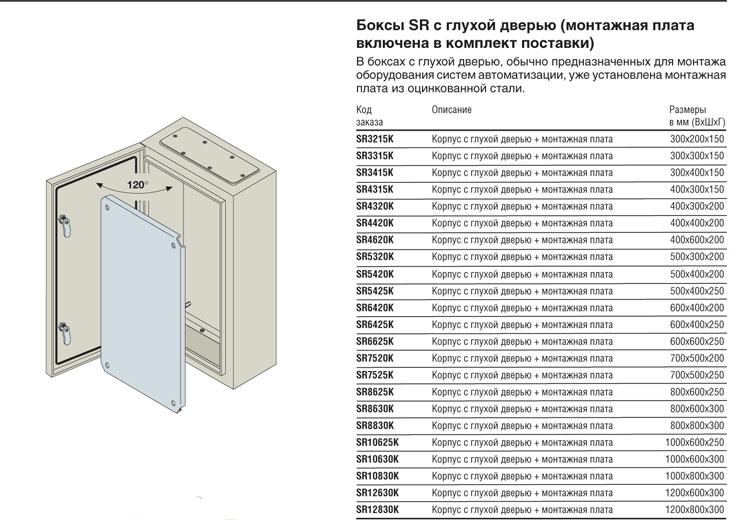 Боксы SR с глухой дверью (монтажная плата
включена в комплект поставки)
В боксах с глухой дверью, обычно предназначенных для монтажа
оборудования систем автоматизации, уже установлена монтажная
плата из оцинкованной стали.
Код Описание Размеры
заказа в мм (ВхШхГ)
SR3215K Корпус с глухой дверью + монтажная плата 300x200x150
SR3315K Корпус с глухой дверью + монтажная плата 300x300x150
SR3415K Корпус с глухой дверью + монтажная плата 300x400x150
SR4315K Корпус с глухой дверью + монтажная плата 400x300x150
SR4320K Корпус с глухой дверью + монтажная плата 400x300x200
SR4420K Корпус с глухой дверью + монтажная плата 400x400x200
SR4620K Корпус с глухой дверью + монтажная плата 400x600x200
SR5320K Корпус с глухой дверью + монтажная плата 500x300x200
SR5420K Корпус с глухой дверью + монтажная плата 500x400x200
SR5425K Корпус с глухой дверью + монтажная плата 500x400x250
SR6420K Корпус с глухой дверью + монтажная плата 600x400x200
SR6425K Корпус с глухой дверью + монтажная плата 600x400x250
SR6625K Корпус с глухой дверью + монтажная плата 600x600x250
SR7520K Корпус с глухой дверью + монтажная плата 700x500x200
SR7525K Корпус с глухой дверью + монтажная плата 700x500x250
SR8625K Корпус с глухой дверью + монтажная плата 800x600x250
SR8630K Корпус с глухой дверью + монтажная плата 800x600x300
SR8830K Корпус с глухой дверью + монтажная плата 800x800x300
SR10625K Корпус с глухой дверью + монтажная плата 1000x600x250
SR10630K Корпус с глухой дверью + монтажная плата 1000x600x300
SR10830K Корпус с глухой дверью + монтажная плата 1000x800x300
SR12630K Корпус с глухой дверью + монтажная плата 1200x600x300
SR12830K Корпус с глухой дверью + монтажная плата 1200x800x300
120°